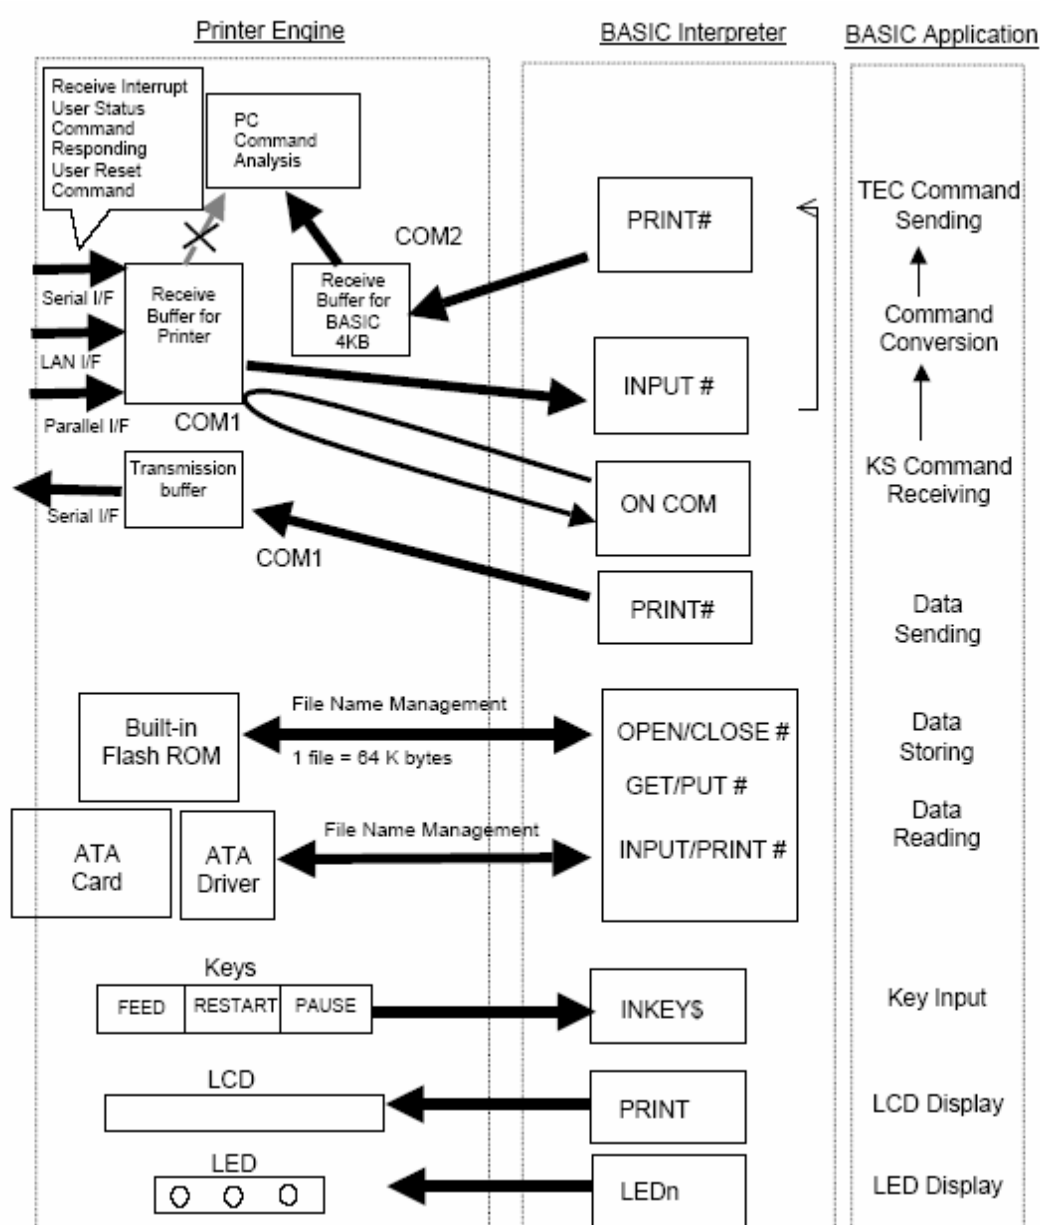 Printer Engine
BASIC Interpreter
BASIC Application
Receive Interrupt
User Status
Command
Responding
User Reset
Command
PC
Command
Analysis
COM2
PRINT#
TEC Command
Sending
Serial I/F
Receive
Buffer for
Printer
Receive
Buffer for
BASIC
4KB
LAN I/F
Command
Conversion
INPUT #
Parallel I/F
COM1
KS Command
Receiving
Transmission
buffer
ON COM
Serial I/F
COM1
PRINT#
Data
Sending
Built-in
Flash ROM
File Name Management
1 file = 64 K bytes
OPEN/CLOSE #
GET/PUT #
INPUT/PRINT #
Data
Storing
Data
Reading
ATA
Card
ATA
Driver
File Name Management
Keys
FEED
RESTART
PAUSE
INKEY$
Key Input
LCD
PRINT
LCD Display
LED
LEDn
LED Display